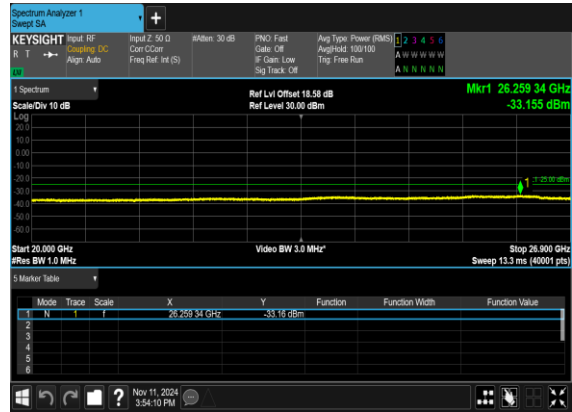 Spectrum Analyzer 1
Swept SA
KEYSIGHT Input: RF Input Z: 50 Ω #Atten: 30 dB PNO: Fast Avg Type: Power (RMS) 1 2 3 4 5 6
R T Coupling: DC Corr CCorr Gate: Off Avg|Hold: 100/100 A W W W W W
Align: Auto Freq Ref: Int (S) IF Gain: Low Trig: Free Run
Sig Track: Off A N N N N N
1 Spectrum Ref Lvl Offset 18.58 dB Mkr1 26.259 34 GHz
Scale/Div 10 dB Ref Level 30.00 dBm -33.155 dBm
Log
20.0
10.0
0.00
-10.0
-20.0
1 -25.00 dBm
-30.0
-40.0
-50.0
-60.0
Start 20.000 GHz Video BW 3.0 MHz* Stop 26.900 GHz
#Res BW 1.0 MHz Sweep 13.3 ms (40001 pts)
5 Marker Table
Mode Trace Scale X Y Function Function Width Function Value
1 N 1 f 26.259 34 GHz -33.16 dBm
2
3
4
5
6
? Nov 11, 2024
3:54:10 PM